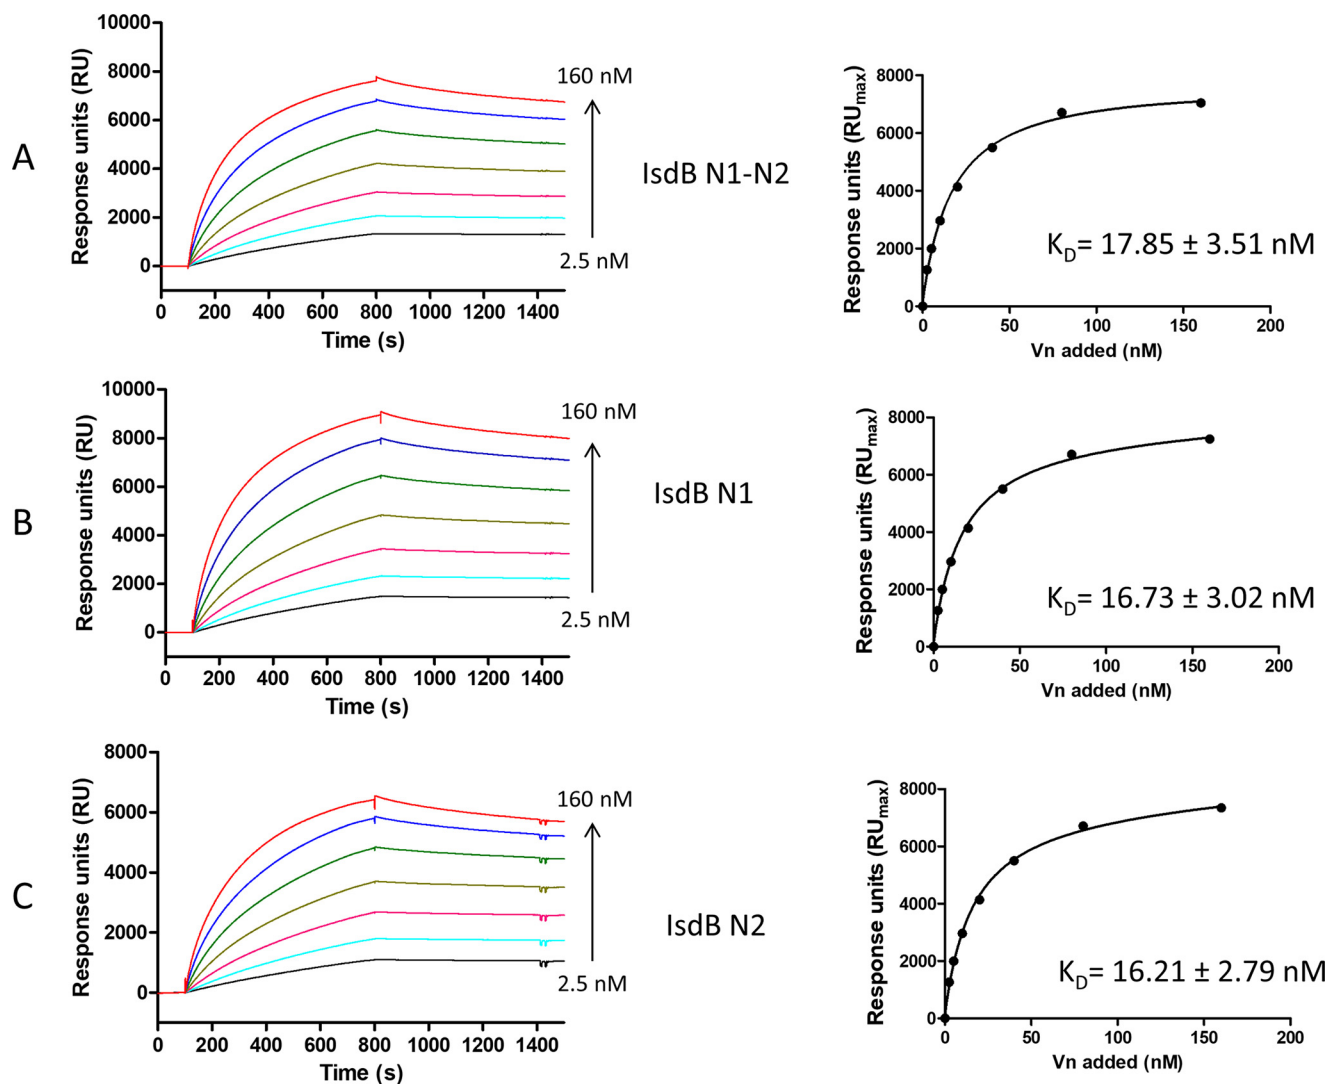 A
Response units (RU)
10000
8000
6000
4000
2000
0
0 200 400 600 800 1000 1200 1400
Time (s)
160 nM
2.5 nM
IsdB N1-N2
Response units (RUmax)
8000
6000
4000
2000
0
0 50 100 150 200
Vn added (nM)
KD= 17.85 ± 3.51 nM
B
Response units (RU)
10000
8000
6000
4000
2000
0
0 200 400 600 800 1000 1200 1400
Time (s)
160 nM
2.5 nM
IsdB N1
Response units (RUmax)
8000
6000
4000
2000
0
0 50 100 150 200
Vn added (nM)
KD= 16.73 ± 3.02 nM
C
Response units (RU)
8000
6000
4000
2000
0
0 200 400 600 800 1000 1200 1400
Time (s)
160 nM
2.5 nM
IsdB N2
Response units (RUmax)
8000
6000
4000
2000
0
0 50 100 150 200
Vn added (nM)
KD= 16.21 ± 2.79 nM